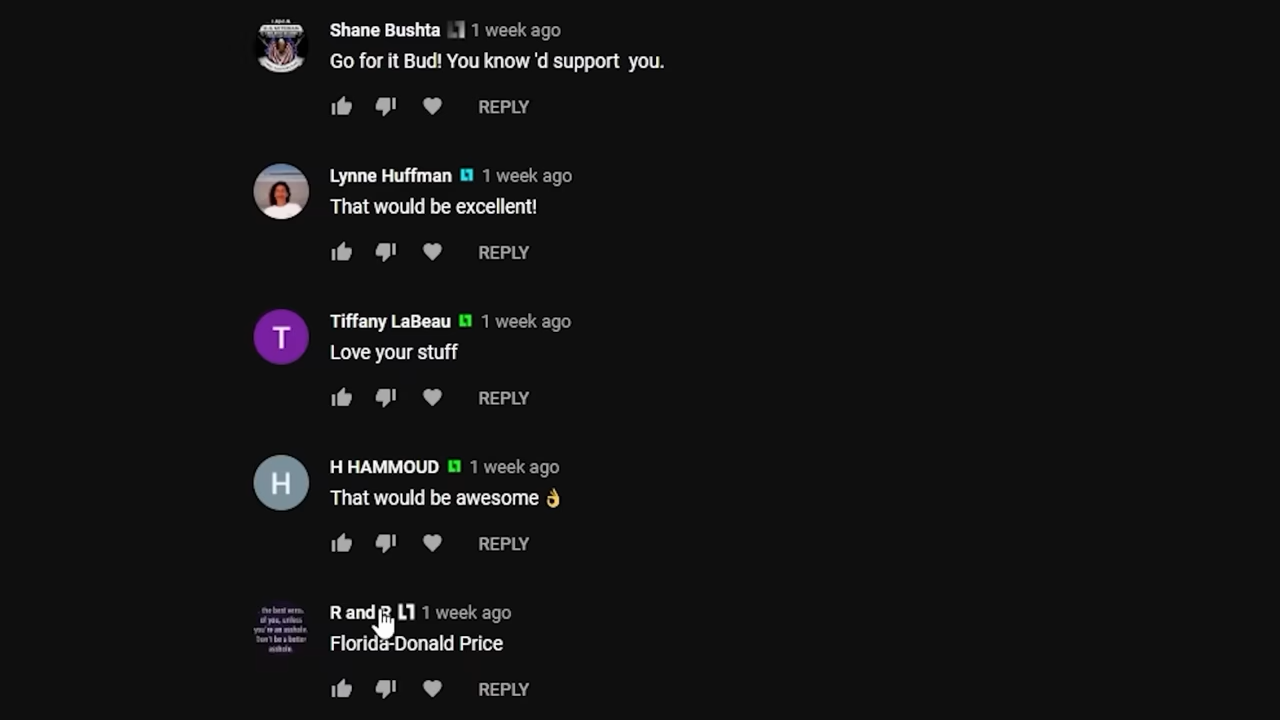 Shane Bushta 1 week ago
Go for it Bud! You know 'd support you.
REPLY
Lynne Huffman 1 week ago
That would be excellent!
REPLY
T
Tiffany LaBeau 1 week ago
Love your stuff
REPLY
H
H HAMMOUD 1 week ago
That would be awesome 👌
REPLY
R and R 1 week ago
Florida-Donald Price
REPLY